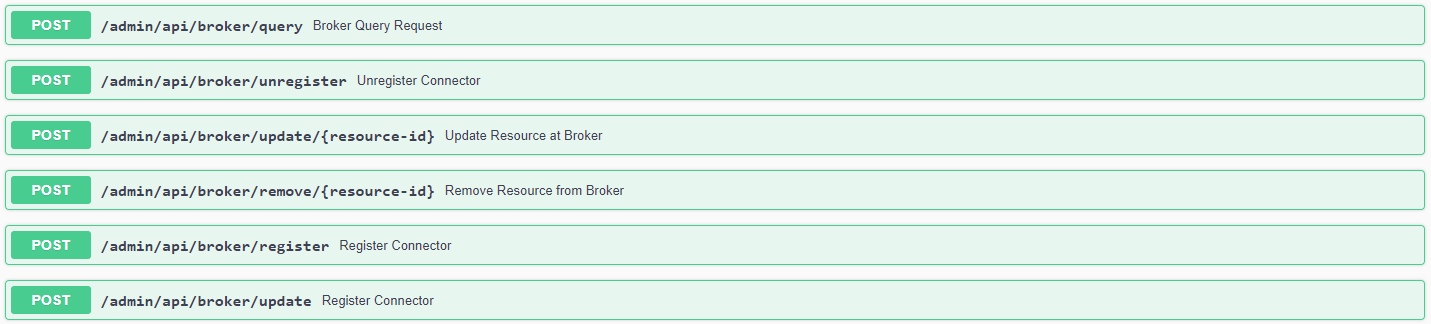 POST /admin/api/broker/query Broker Query Request
POST /admin/api/broker/unregister Unregister Connector
POST /admin/api/broker/update/{resource-id} Update Resource at Broker
POST /admin/api/broker/remove/{resource-id} Remove Resource from Broker
POST /admin/api/broker/register Register Connector
POST /admin/api/broker/update Register Connector